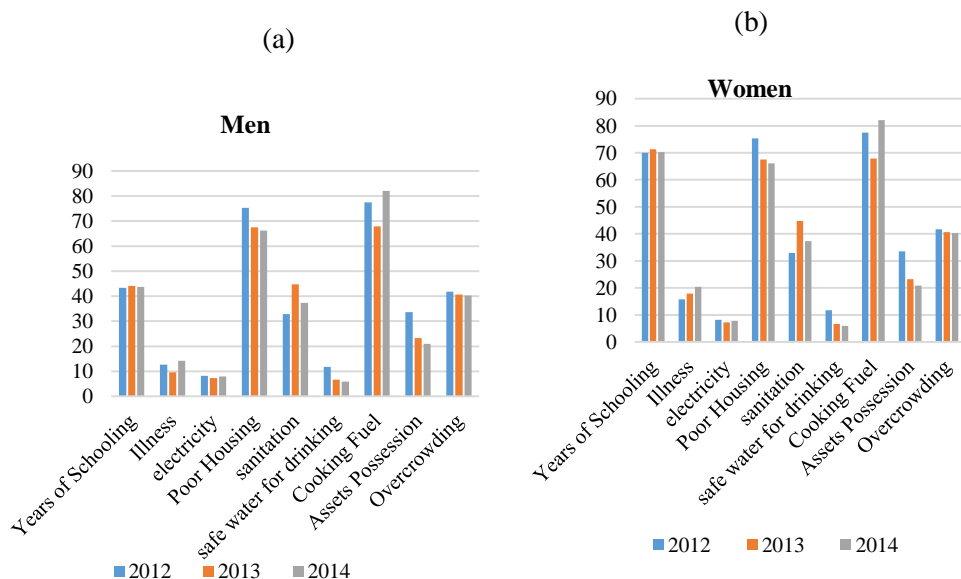 (a)
Men
90
80
70
60
50
40
30
20
10
0
Years of Schooling
Illness
electricity
Poor Housing
sanitation
safe water for drinking
Cooking Fuel
Assets Possession
Overcrowding
2012 2013 2014
(b)
Women
90
80
70
60
50
40
30
20
10
0
Years of Schooling
Illness
electricity
Poor Housing
sanitation
safe water for drinking
Cooking Fuel
Assets Possession
Overcrowding
2012 2013 2014